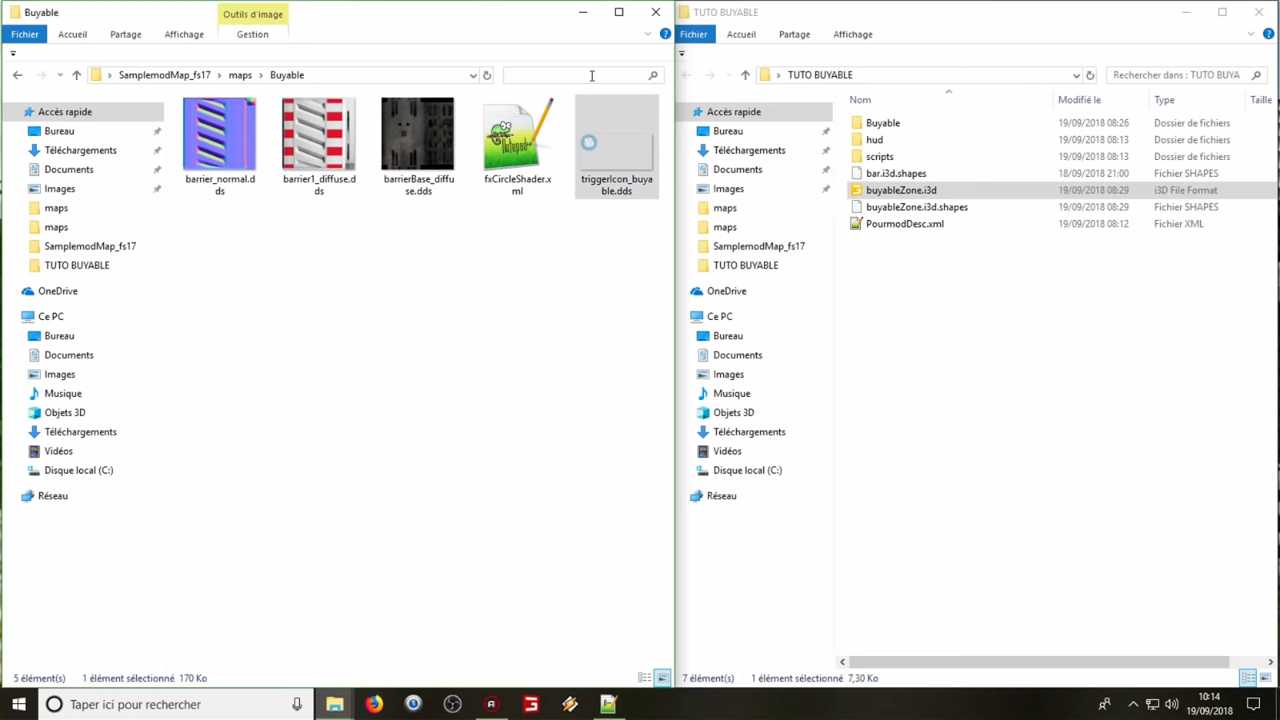 Buyable
Outils d'image
Fichier
Accueil
Partage
Affichage
Gestion
SamplemodMap_fs17
maps
Buyable
Accès rapide
Bureau
Téléchargements
Documents
Images
maps
maps
SamplemodMap_fs17
TUTO BUYABLE
OneDrive
Ce PC
Bureau
Documents
Images
Musique
Objets 3D
Téléchargements
Vidéos
Disque local (C:)
Réseau
barrier_normal.d
ds
barrier1_diffuse.d
ds
barrierBase_diffu
se.dds
fxCircleShader.x
ml
triggerIcon_buya
ble.dds
5 élément(s)
1 élément sélectionné 170 Ko
TUTO BUYABLE
Fichier
Accueil
Partage
Affichage
TUTO BUYABLE
Rechercher dans : TUTO BUYA
Accès rapide
Bureau
Téléchargements
Documents
Images
maps
maps
SamplemodMap_fs17
TUTO BUYABLE
OneDrive
Ce PC
Bureau
Documents
Images
Musique
Objets 3D
Téléchargements
Vidéos
Disque local (C:)
Réseau
Nom Modifié le Type Taille
Buyable 19/09/2018 08:26 Dossier de fichiers
hud 19/09/2018 08:13 Dossier de fichiers
scripts 19/09/2018 08:13 Dossier de fichiers
bar.i3d.shapes 18/09/2018 21:00 Fichier SHAPES
buyableZone.i3d 19/09/2018 08:29 i3D File Format
buyableZone.i3d.shapes 19/09/2018 08:29 Fichier SHAPES
PourmodDesc.xml 19/09/2018 08:12 Fichier XML
7 élément(s)
1 élément sélectionné 7,30 Ko
Taper ici pour rechercher
10:14
19/09/2018